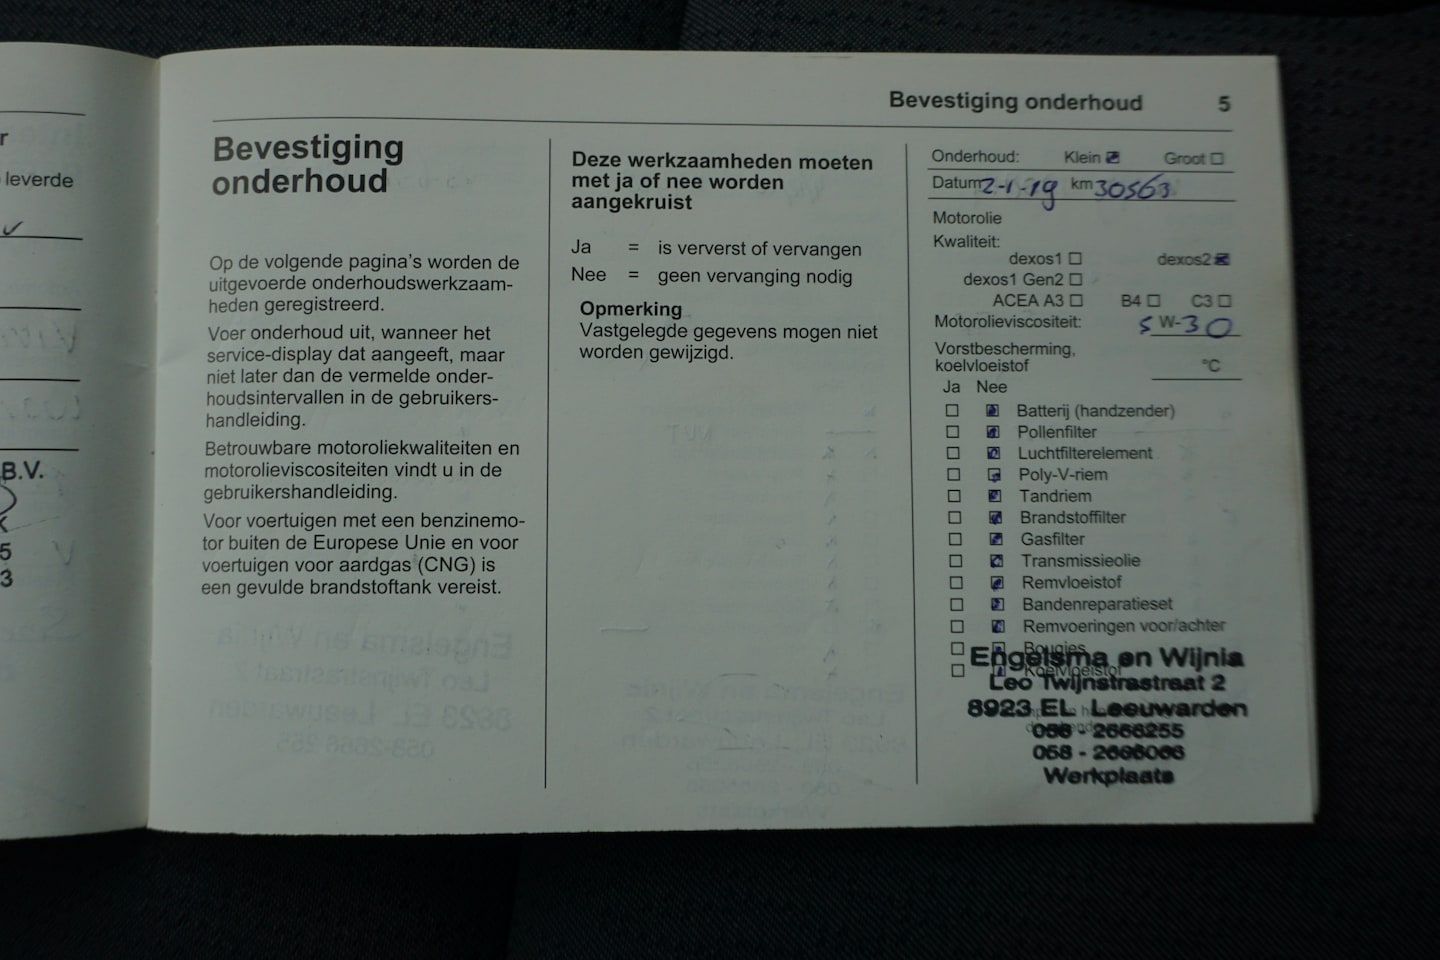 r
leverde
B.V.
K
5
3
Bevestiging onderhoud 5
Bevestiging
onderhoud
Op de volgende pagina's worden de
uitgevoerde onderhoudswerkzaam-
heden geregistreerd.
Voer onderhoud uit, wanneer het
service-display dat aangeeft, maar
niet later dan de vermelde onder-
houdsintervallen in de gebruikers-
handleiding.
Betrouwbare motoroliekwaliteiten en
motorolieviscositeiten vindt u in de
gebruikershandleiding.
Voor voertuigen met een benzinemo-
tor buiten de Europese Unie en voor
voertuigen voor aardgas (CNG) is
een gevulde brandstoftank vereist.
Deze werkzaamheden moeten
met ja of nee worden
aangekruist
Ja = is ververst of vervangen
Nee = geen vervanging nodig
Opmerking
Vastgelegde gegevens mogen niet
worden gewijzigd.
Onderhoud: Klein Groot
Datum 2-1-19 km 30563
Motorolie
Kwaliteit:
dexos1 dexos2
dexos1 Gen2
ACEA A3 B4 C3
Motorolieviscositeit: 5 W-30
Vorstbescherming,
koelvloeistof °C
Ja Nee
Batterij (handzender)
Pollenfilter
Luchtfilterelement
Poly-V-riem
Tandriem
Brandstoffilter
Gasfilter
Transmissieolie
Remvloeistof
Bandenreparatieset
Remvoeringen voor/achter
Bougies
Koelvloeistof
Engelsma en Wijnia
Leo Twijnstrastraat 2
8923 EL Leeuwarden
058 - 2668255
058 - 2666066
Werkplaats